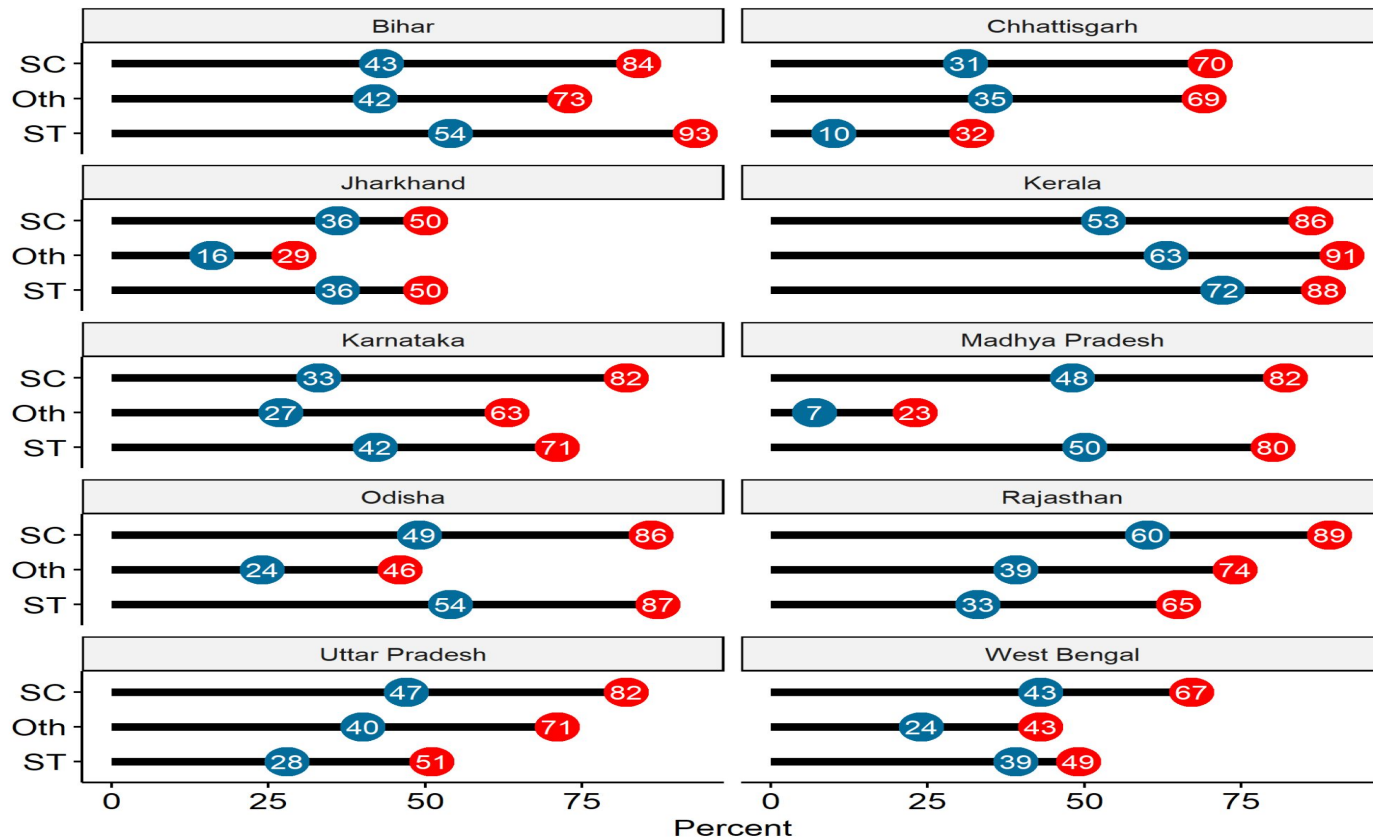 Bihar
Chhattisgarh
SC 43 84 31 70
Oth 42 73 35 69
ST 54 93 10 32
Jharkhand
Kerala
SC 36 50 53 86
Oth 16 29 63 91
ST 36 50 72 88
Karnataka
Madhya Pradesh
SC 33 82 48 82
Oth 27 63 7 23
ST 42 71 50 80
Odisha
Rajasthan
SC 49 86 60 89
Oth 24 46 39 74
ST 54 87 33 65
Uttar Pradesh
West Bengal
SC 47 82 43 67
Oth 40 71 24 43
ST 28 51 39 49
0 25 50 75 0 25 50 75
Percent